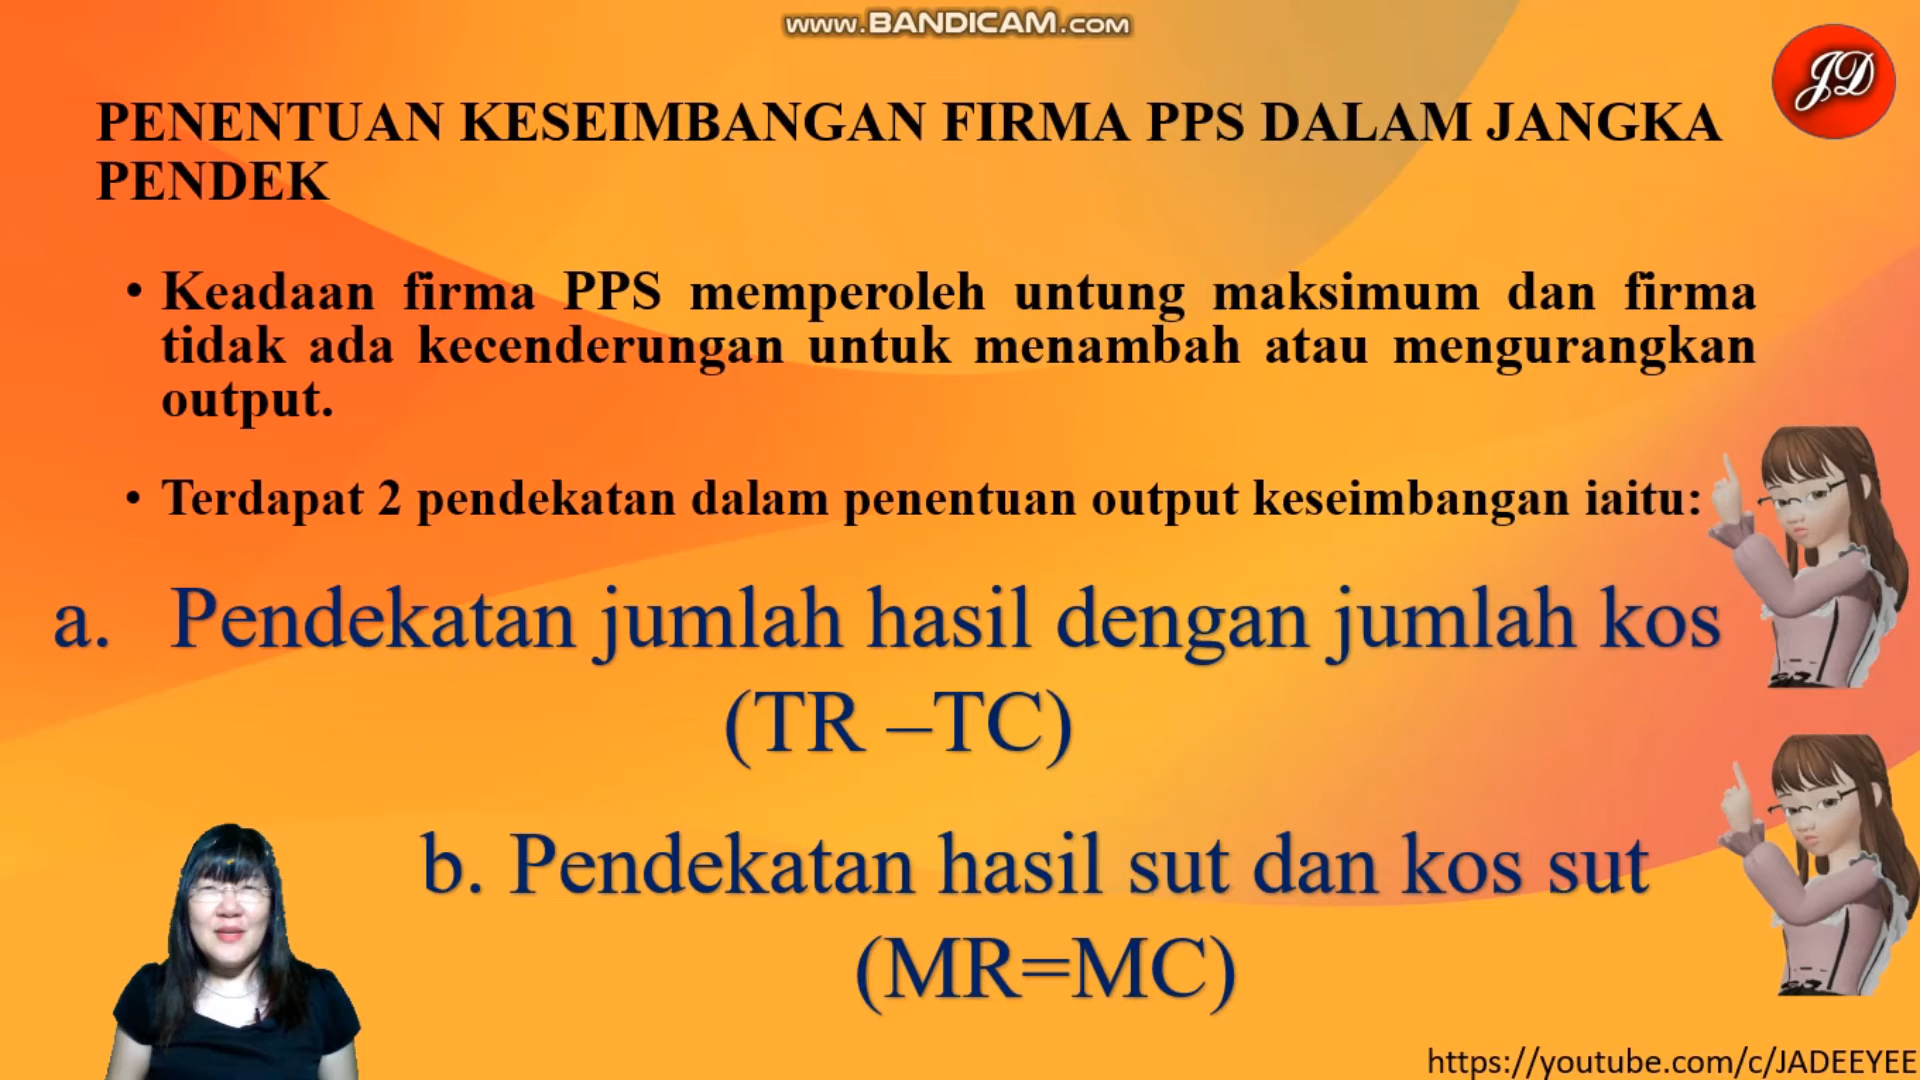 www.BANDICAM.com
JD
PENENTUAN KESEIMBANGAN FIRMA PPS DALAM JANGKA
PENDEK
• Keadaan firma PPS memperoleh untung maksimum dan firma
tidak ada kecenderungan untuk menambah atau mengurangkan
output.
• Terdapat 2 pendekatan dalam penentuan output keseimbangan iaitu:
a. Pendekatan jumlah hasil dengan jumlah kos
(TR –TC)
b. Pendekatan hasil sut dan kos sut
(MR=MC)
https://youtube.com/c/JADEEYEE